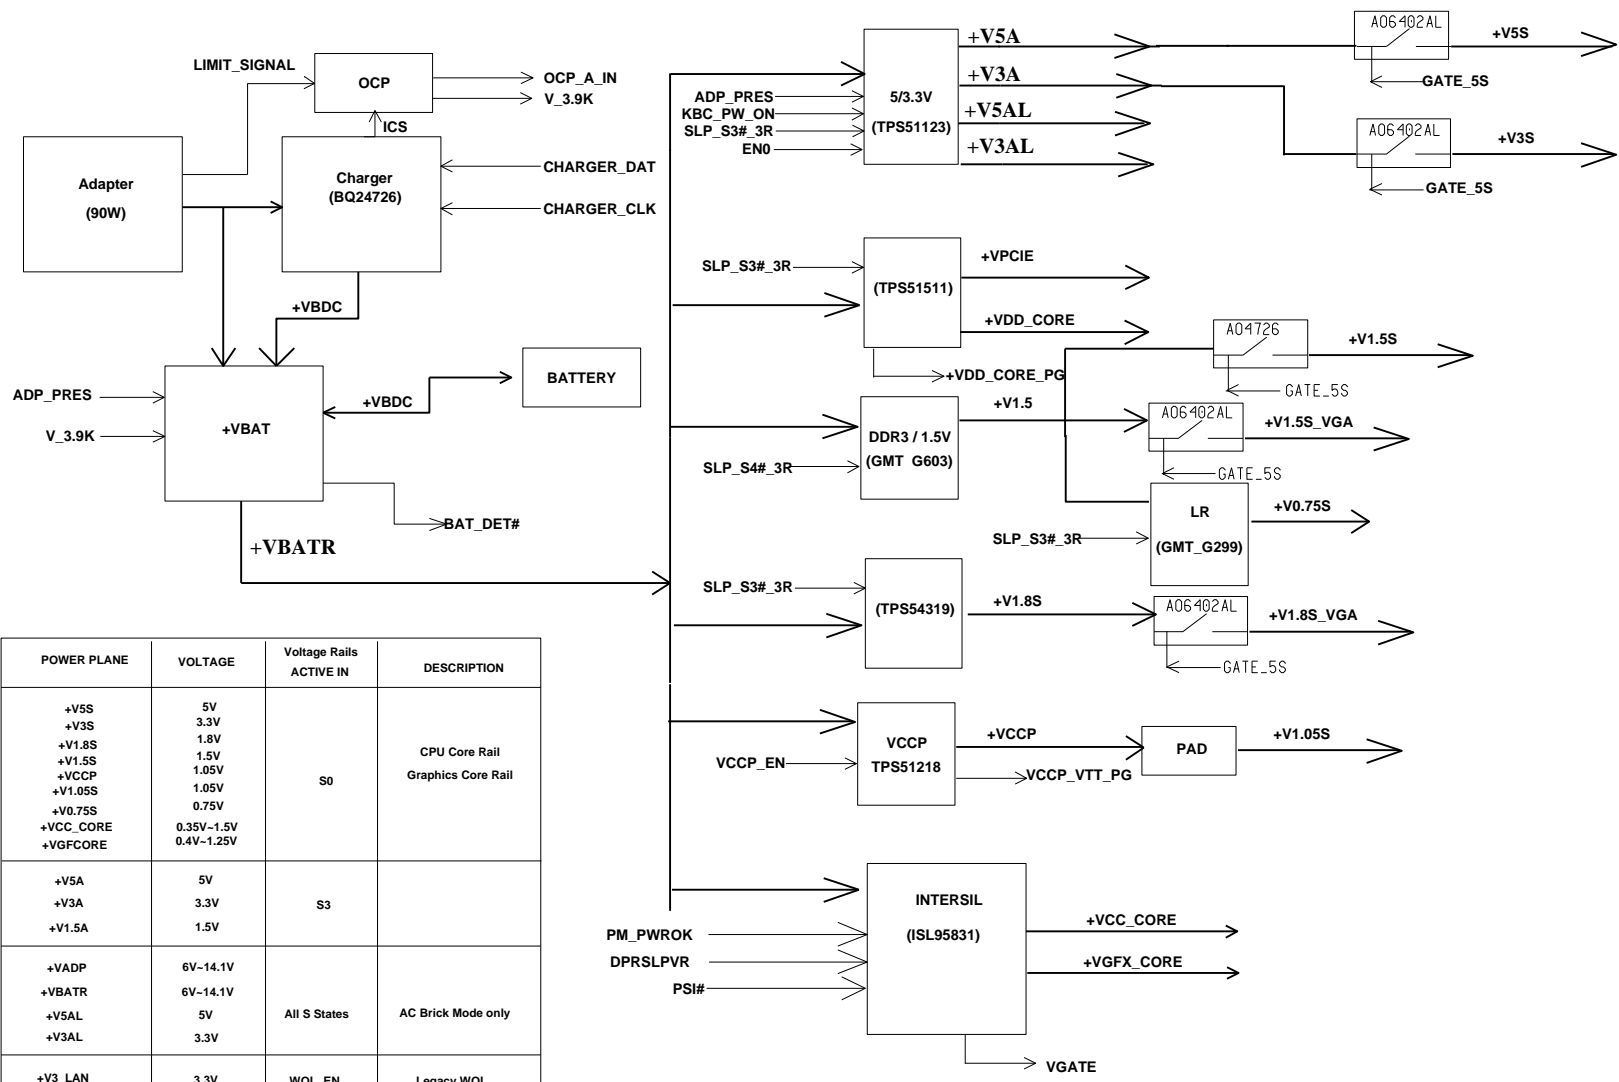 LIMIT_SIGNAL
OCP
OCP_A_IN
V_3.9K
ICS
Adapter
(90W)
Charger
(BQ24726)
CHARGER_DAT
CHARGER_CLK
+VBDC
ADP_PRES
V_3.9K
+VBAT
+VBDC
BATTERY
BAT_DET#
+VBATR
ADP_PRES
KBC_PW_ON
SLP_S3#_3R
EN0
5/3.3V
(TPS51123)
+V5A
+V3A
+V5AL
+V3AL
AO6402AL
+V5S
GATE_5S
AO6402AL
+V3S
GATE_5S
SLP_S3#_3R
(TPS51511)
+VPCIE
+VDD_CORE
+VDD_CORE_PG
AO4726
+V1.5S
GATE_5S
DDR3 / 1.5V
(GMT G603)
SLP_S4#_3R
+V1.5
AO6402AL
+V1.5S_VGA
GATE_5S
LR
(GMT_G299)
SLP_S3#_3R
+V0.75S
SLP_S3#_3R
(TPS54319)
+V1.8S
AO6402AL
+V1.8S_VGA
GATE_5S
VCCP
TPS51218
VCCP_EN
+VCCP
VCCP_VTT_PG
PAD
+V1.05S
INTERSIL
(ISL95831)
PM_PWROK
DPRSLPVR
PSI#
+VCC_CORE
+VGFX_CORE
VGATE
POWER PLANE VOLTAGE Voltage Rails ACTIVE IN DESCRIPTION
+V5S 5V
+V3S 3.3V
+V1.8S 1.8V
+V1.5S 1.5V
+VCCP 1.05V
+V1.05S 1.05V
+V0.75S 0.75V
+VCC_CORE 0.35V~1.5V
+VGFCORE 0.4V~1.25V
S0
CPU Core Rail
Graphics Core Rail
+V5A 5V
+V3A 3.3V
+V1.5A 1.5V
S3
+VADP 6V~14.1V
+VBATR 6V~14.1V
+V5AL 5V
+V3AL 3.3V
All S States
AC Brick Mode only
+V3_LAN 3.3V WOL_EN Legacy WOL